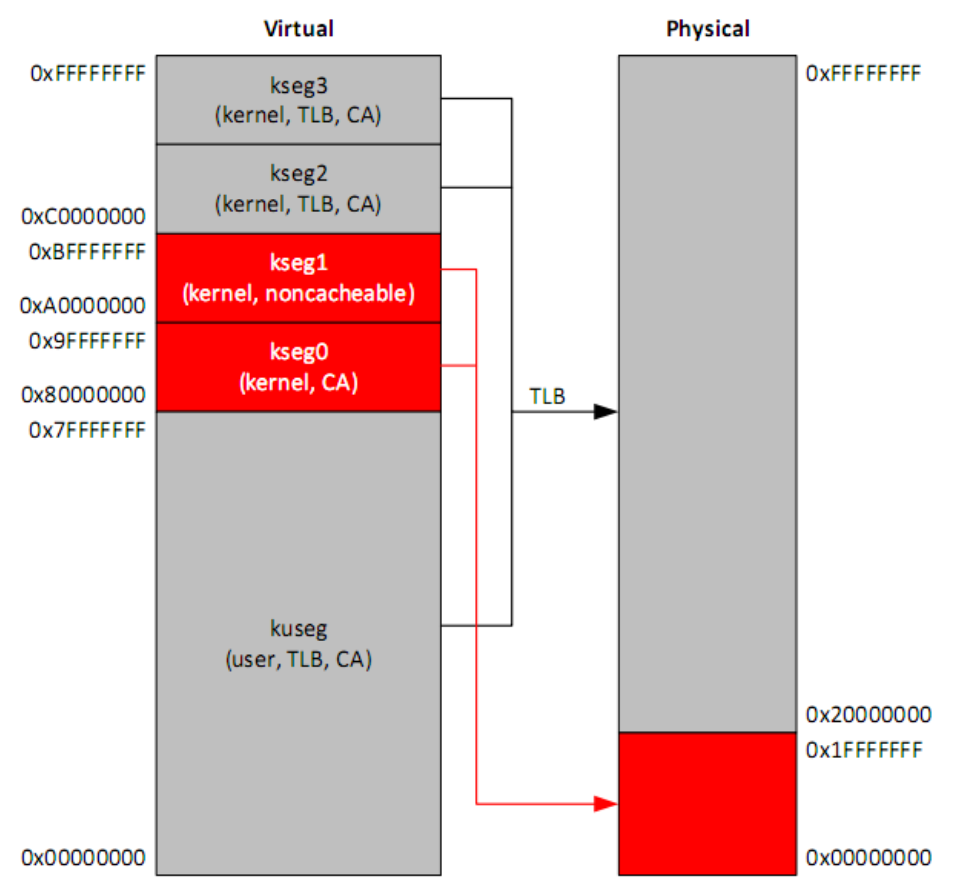 Virtual
Physical
0xFFFFFFFF
kseg3
(kernel, TLB, CA)
0xFFFFFFFF
kseg2
(kernel, TLB, CA)
0xC0000000
0xBFFFFFFF
kseg1
(kernel, noncacheable)
0xA0000000
0x9FFFFFFF
kseg0
(kernel, CA)
0x80000000
0x7FFFFFFF
TLB
kuseg
(user, TLB, CA)
0x20000000
0x1FFFFFFF
0x00000000
0x00000000